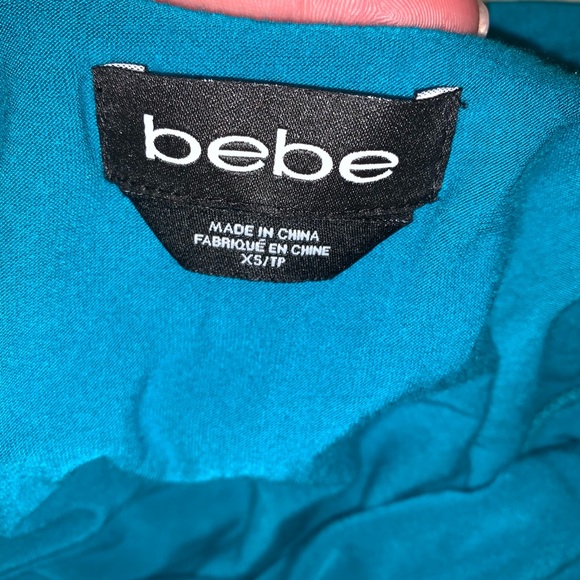 bebe
MADE IN CHINA
FABRIQUÉ EN CHINE
XS/TP